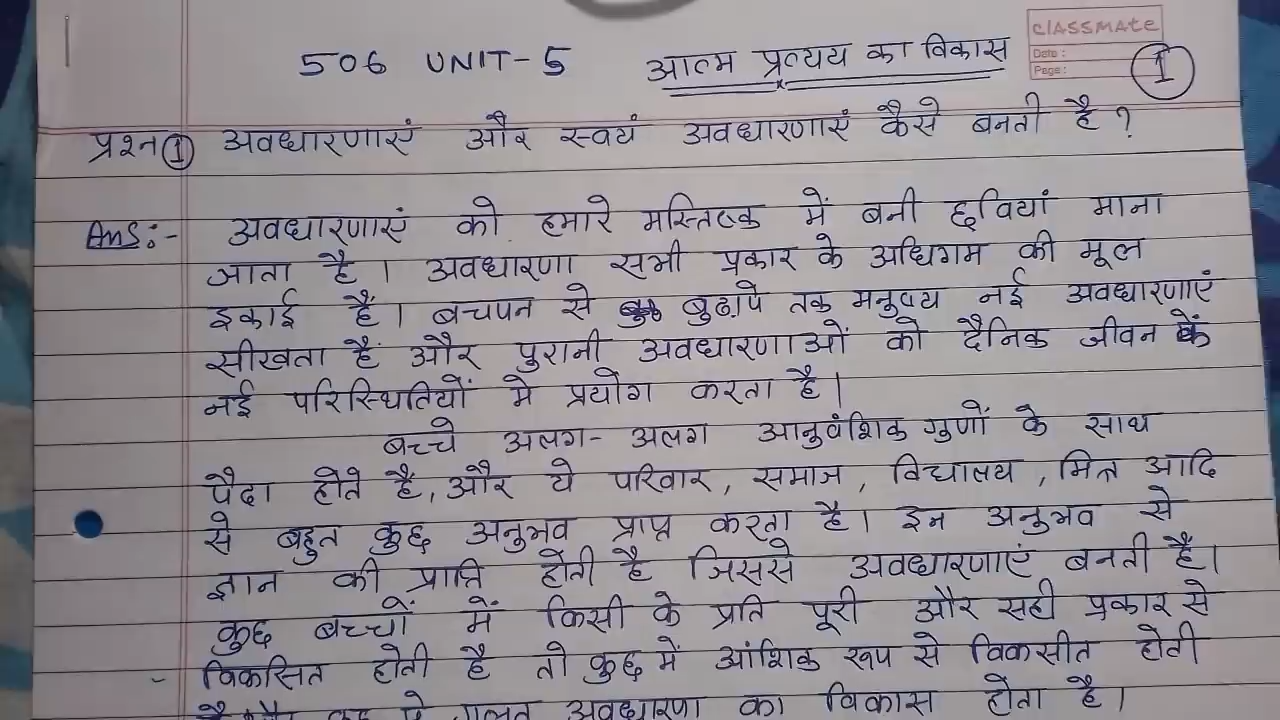 506 UNIT-5 आत्म प्रत्यय का विकास
CLASSMATE
Date :
Page :
1
प्रश्न 1 अवधारणाएं और स्वयं अवधारणाएं कैसे बनती है ?
Ans:- अवधारणाएं को हमारे मस्तिष्क में बनी छवियां माना
जाता है । अवधारणा सभी प्रकार के अधिगम की मूल
इकाई हैं। बचपन से बुढ़ापे तक मनुष्य नई अवधारणाएं
सीखता हैं और पुरानी अवधारणाओं को दैनिक जीवन के
नई परिस्थितियों मे प्रयोग करता है।
बच्चे अलग-अलग आनुवंशिक गुणों के साथ
पैदा होते है, और ये परिवार, समाज, विद्यालय, मित्र आदि
से बहुत कुछ अनुभव प्राप्त करता है। इन अनुभव से
ज्ञान की प्राप्ति होती है जिससे अवधारणाएं बनती है।
कुछ बच्चों में किसी के प्रति पूरी और सही प्रकार से
- विकसित होती है तो कुछ में आंशिक रूप से विकसीत होती
गलत अवधारणा का विकास होता है।